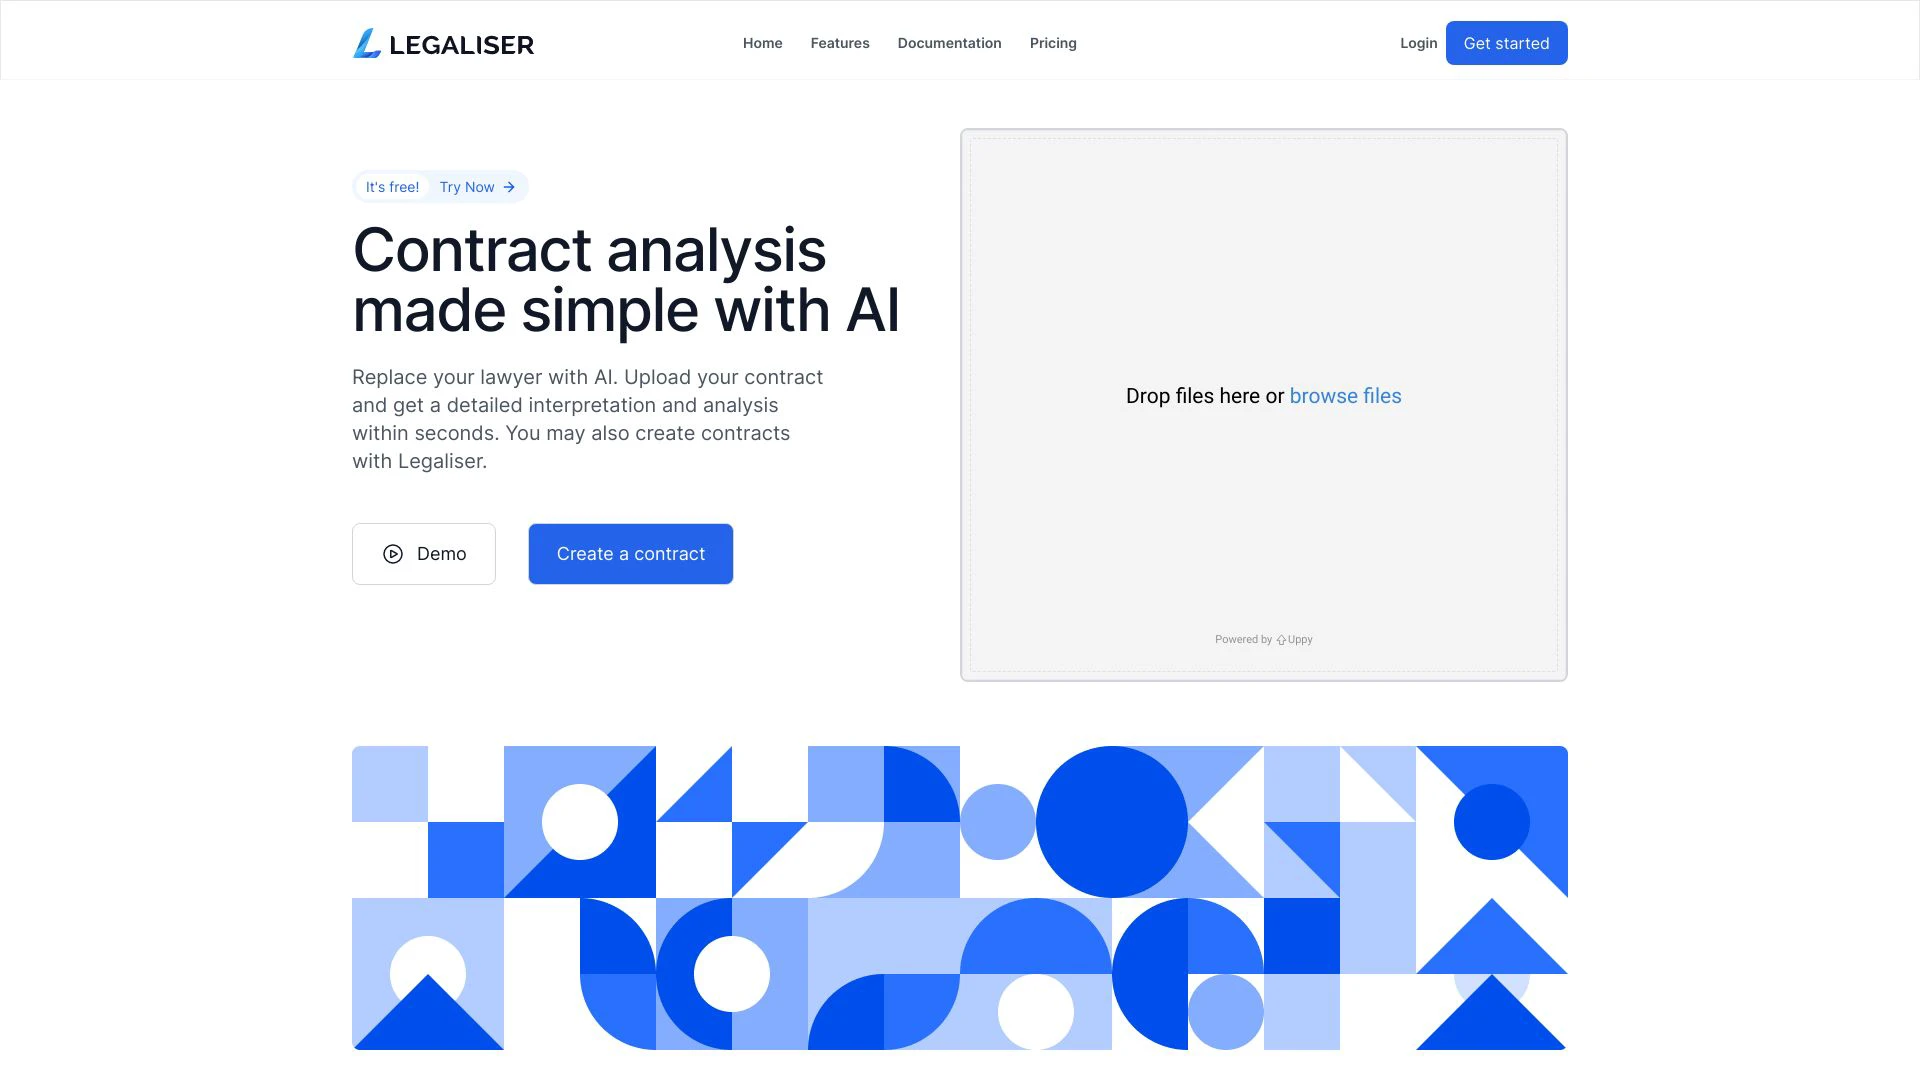 LEGALISER
Home
Features
Documentation
Pricing
Login
Get started
It's free!
Try Now
Contract analysis
made simple with AI
Replace your lawyer with AI. Upload your contract
and get a detailed interpretation and analysis
within seconds. You may also create contracts
with Legaliser.
Demo
Create a contract
Drop files here or browse files
Powered by Uppy